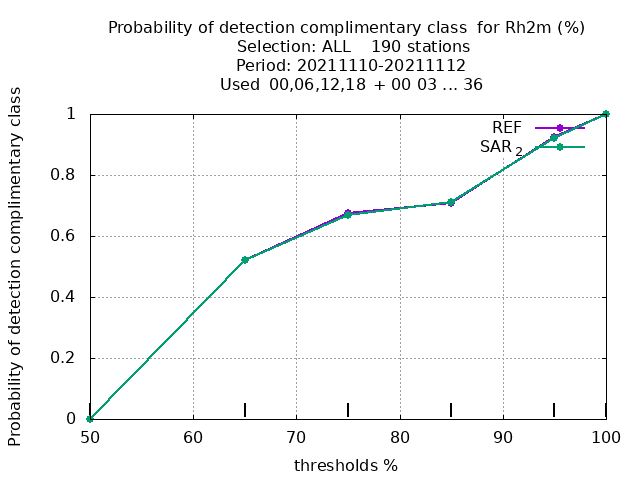 Probability of detection complimentary class for Rh2m (%)
Selection: ALL 190 stations
Period: 20211110-20211112
Used 00,06,12,18 + 00 03 ... 36
Probability of detection complimentary class
1
0.8
0.6
0.4
0.2
0
REF
SAR2
50 60 70 80 90 100
thresholds %